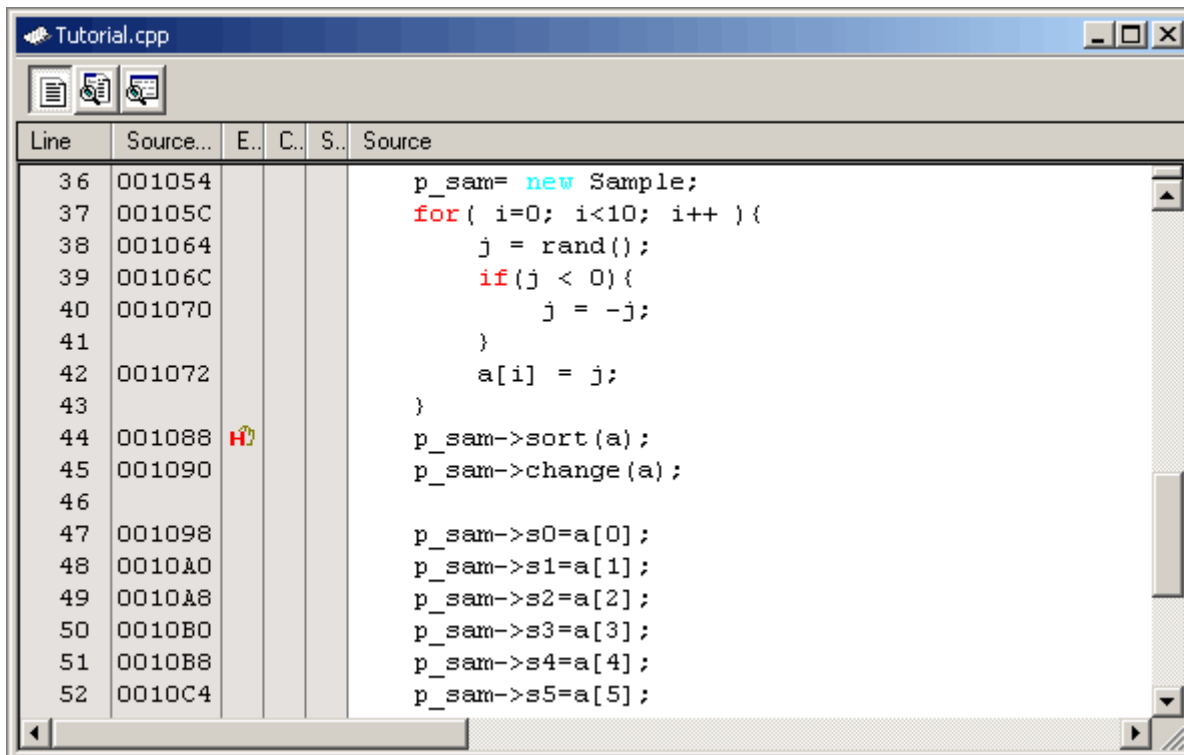 Tutorial.cpp
Line Source... E.. C.. S.. Source
36 001054 p_sam= new Sample;
37 00105C for( i=0; i<10; i++ ){
38 001064 j = rand();
39 00106C if(j < 0){
40 001070 j = -j;
41 }
42 001072 a[i] = j;
43 }
44 001088 H p_sam->sort(a);
45 001090 p_sam->change(a);
46
47 001098 p_sam->s0=a[0];
48 0010A0 p_sam->s1=a[1];
49 0010A8 p_sam->s2=a[2];
50 0010B0 p_sam->s3=a[3];
51 0010B8 p_sam->s4=a[4];
52 0010C4 p_sam->s5=a[5];